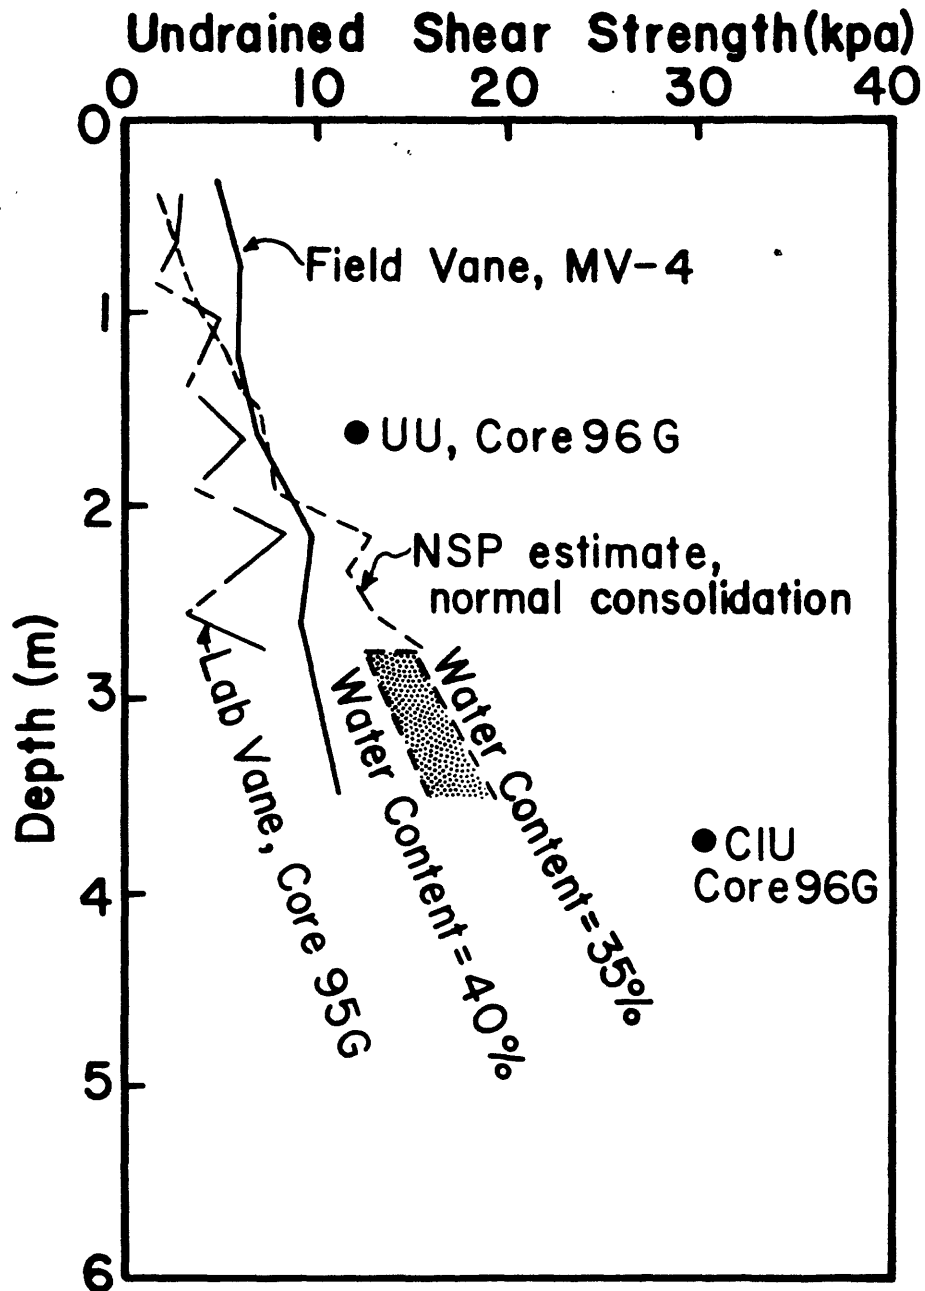 Undrained Shear Strength(kpa)
0 10 20 30 40
0
1
2
3
4
5
6
Depth (m)
Field Vane, MV-4
UU, Core 96 G
NSP estimate,
normal consolidation
Water Content=35%
Water Content=40%
Lab Vane, Core 95G
CIU
Core 96G